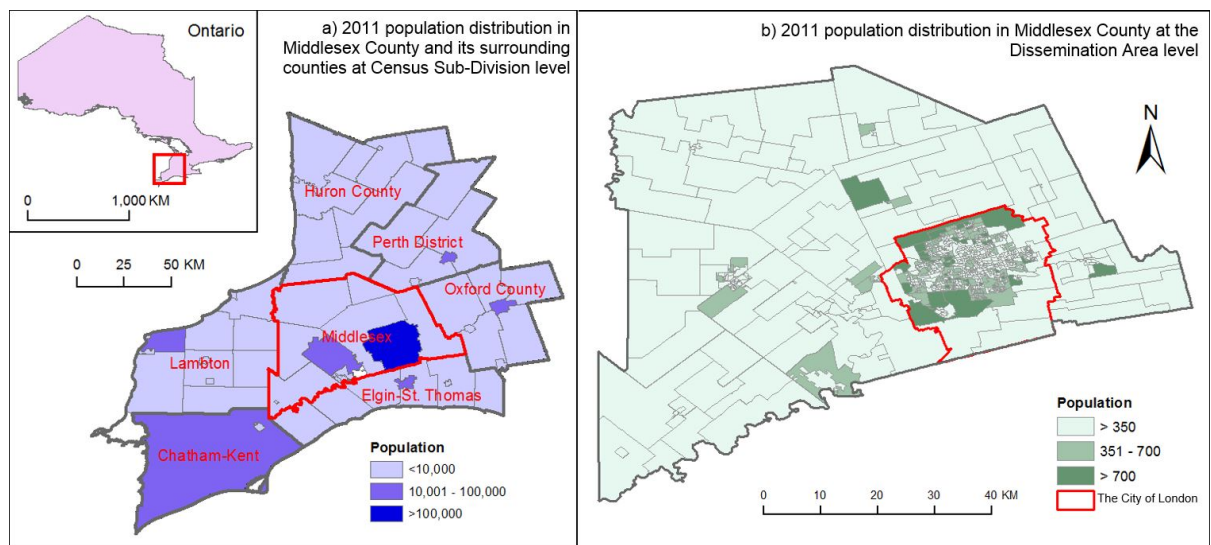 Ontario
0 1,000 KM
a) 2011 population distribution in
Middlesex County and its surrounding
counties at Census Sub-Division level
0 25 50 KM
Huron County
Perth District
Oxford County
Middlesex
Lambton
Elgin-St. Thomas
Chatham-Kent
Population
<10,000
10,001 - 100,000
>100,000
b) 2011 population distribution in Middlesex County at the
Dissemination Area level
N
Population
> 350
351 - 700
> 700
The City of London
0 10 20 30 40 KM